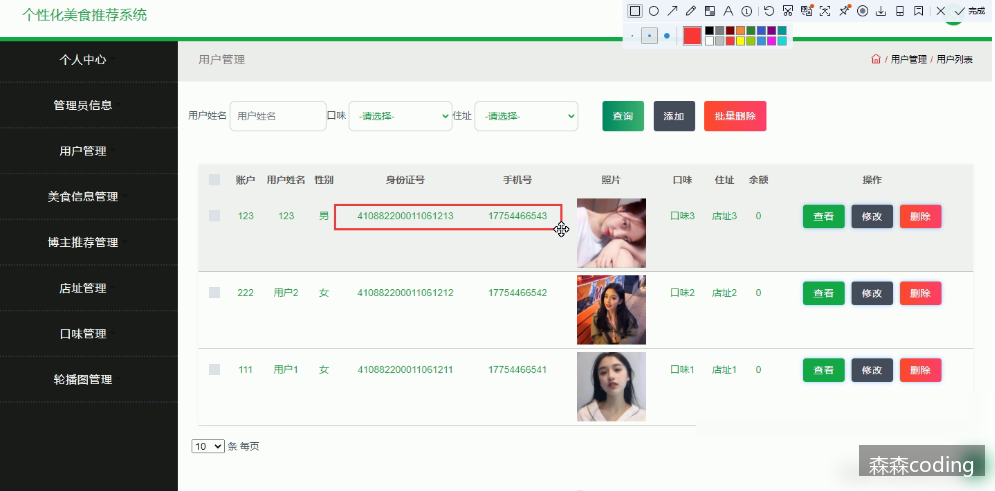 个性化美食推荐系统
完成
个人中心
管理员信息
用户管理
美食信息管理
博主推荐管理
店址管理
口味管理
轮播图管理
用户管理
/ 用户管理 / 用户列表
用户姓名 用户姓名 口味 -请选择- 住址 -请选择- 查询 添加 批量删除
账户 用户姓名 性别 身份证号 手机号 照片 口味 住址 余额 操作
123 123 男 410882200011061213 17754466543 口味3 店址3 0 查看 修改 删除
222 用户2 女 410882200011061212 17754466542 口味2 店址2 0 查看 修改 删除
111 用户1 女 410882200011061211 17754466541 口味1 店址1 0 查看 修改 删除
10 条 每页
森森coding